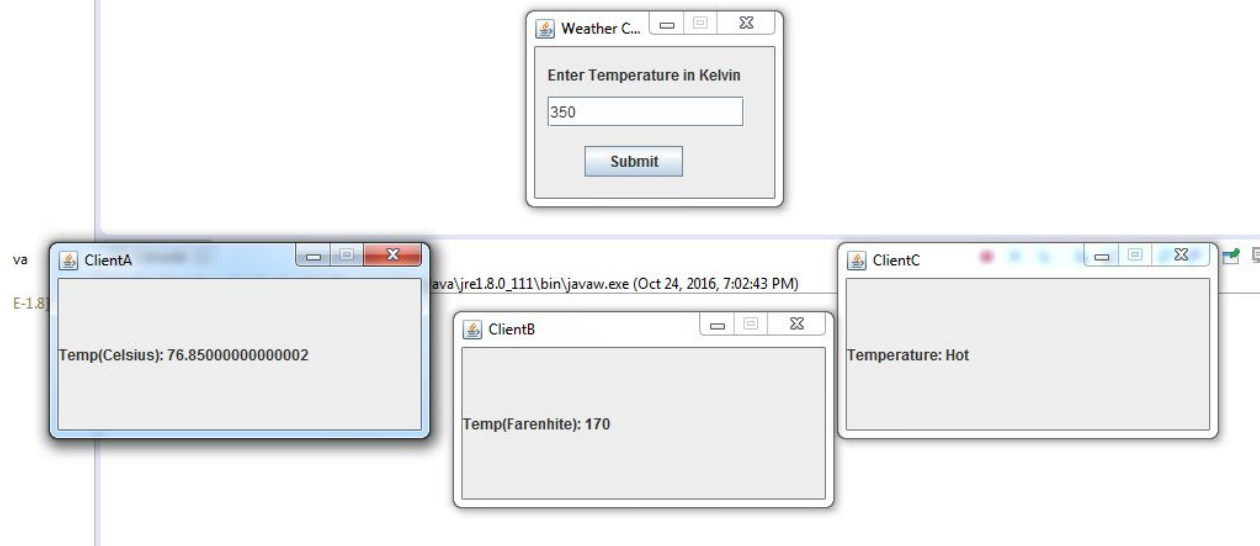 Weather C...
Enter Temperature in Kelvin
350
Submit
va
ClientA
ClientC
ava\jre1.8.0_111\bin\javaw.exe (Oct 24, 2016, 7:02:43 PM)
E-1.8]
ClientB
Temp(Celsius): 76.85000000000002
Temperature: Hot
Temp(Farenhite): 170